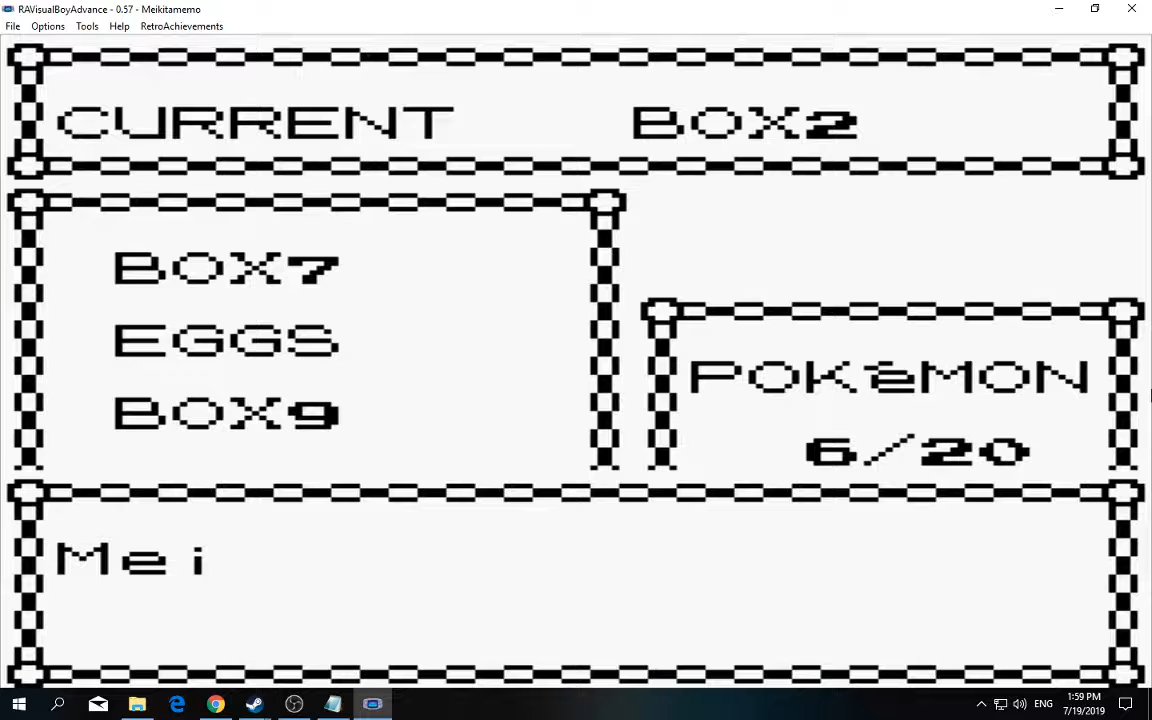 RAVisualBoyAdvance - 0.57 - Meikitamemo
File Options Tools Help RetroAchievements
CURRENT BOX2
BOX7
EGGS
BOX9
POKéMON
6/20
Mei
ENG
1:59 PM
7/19/2019